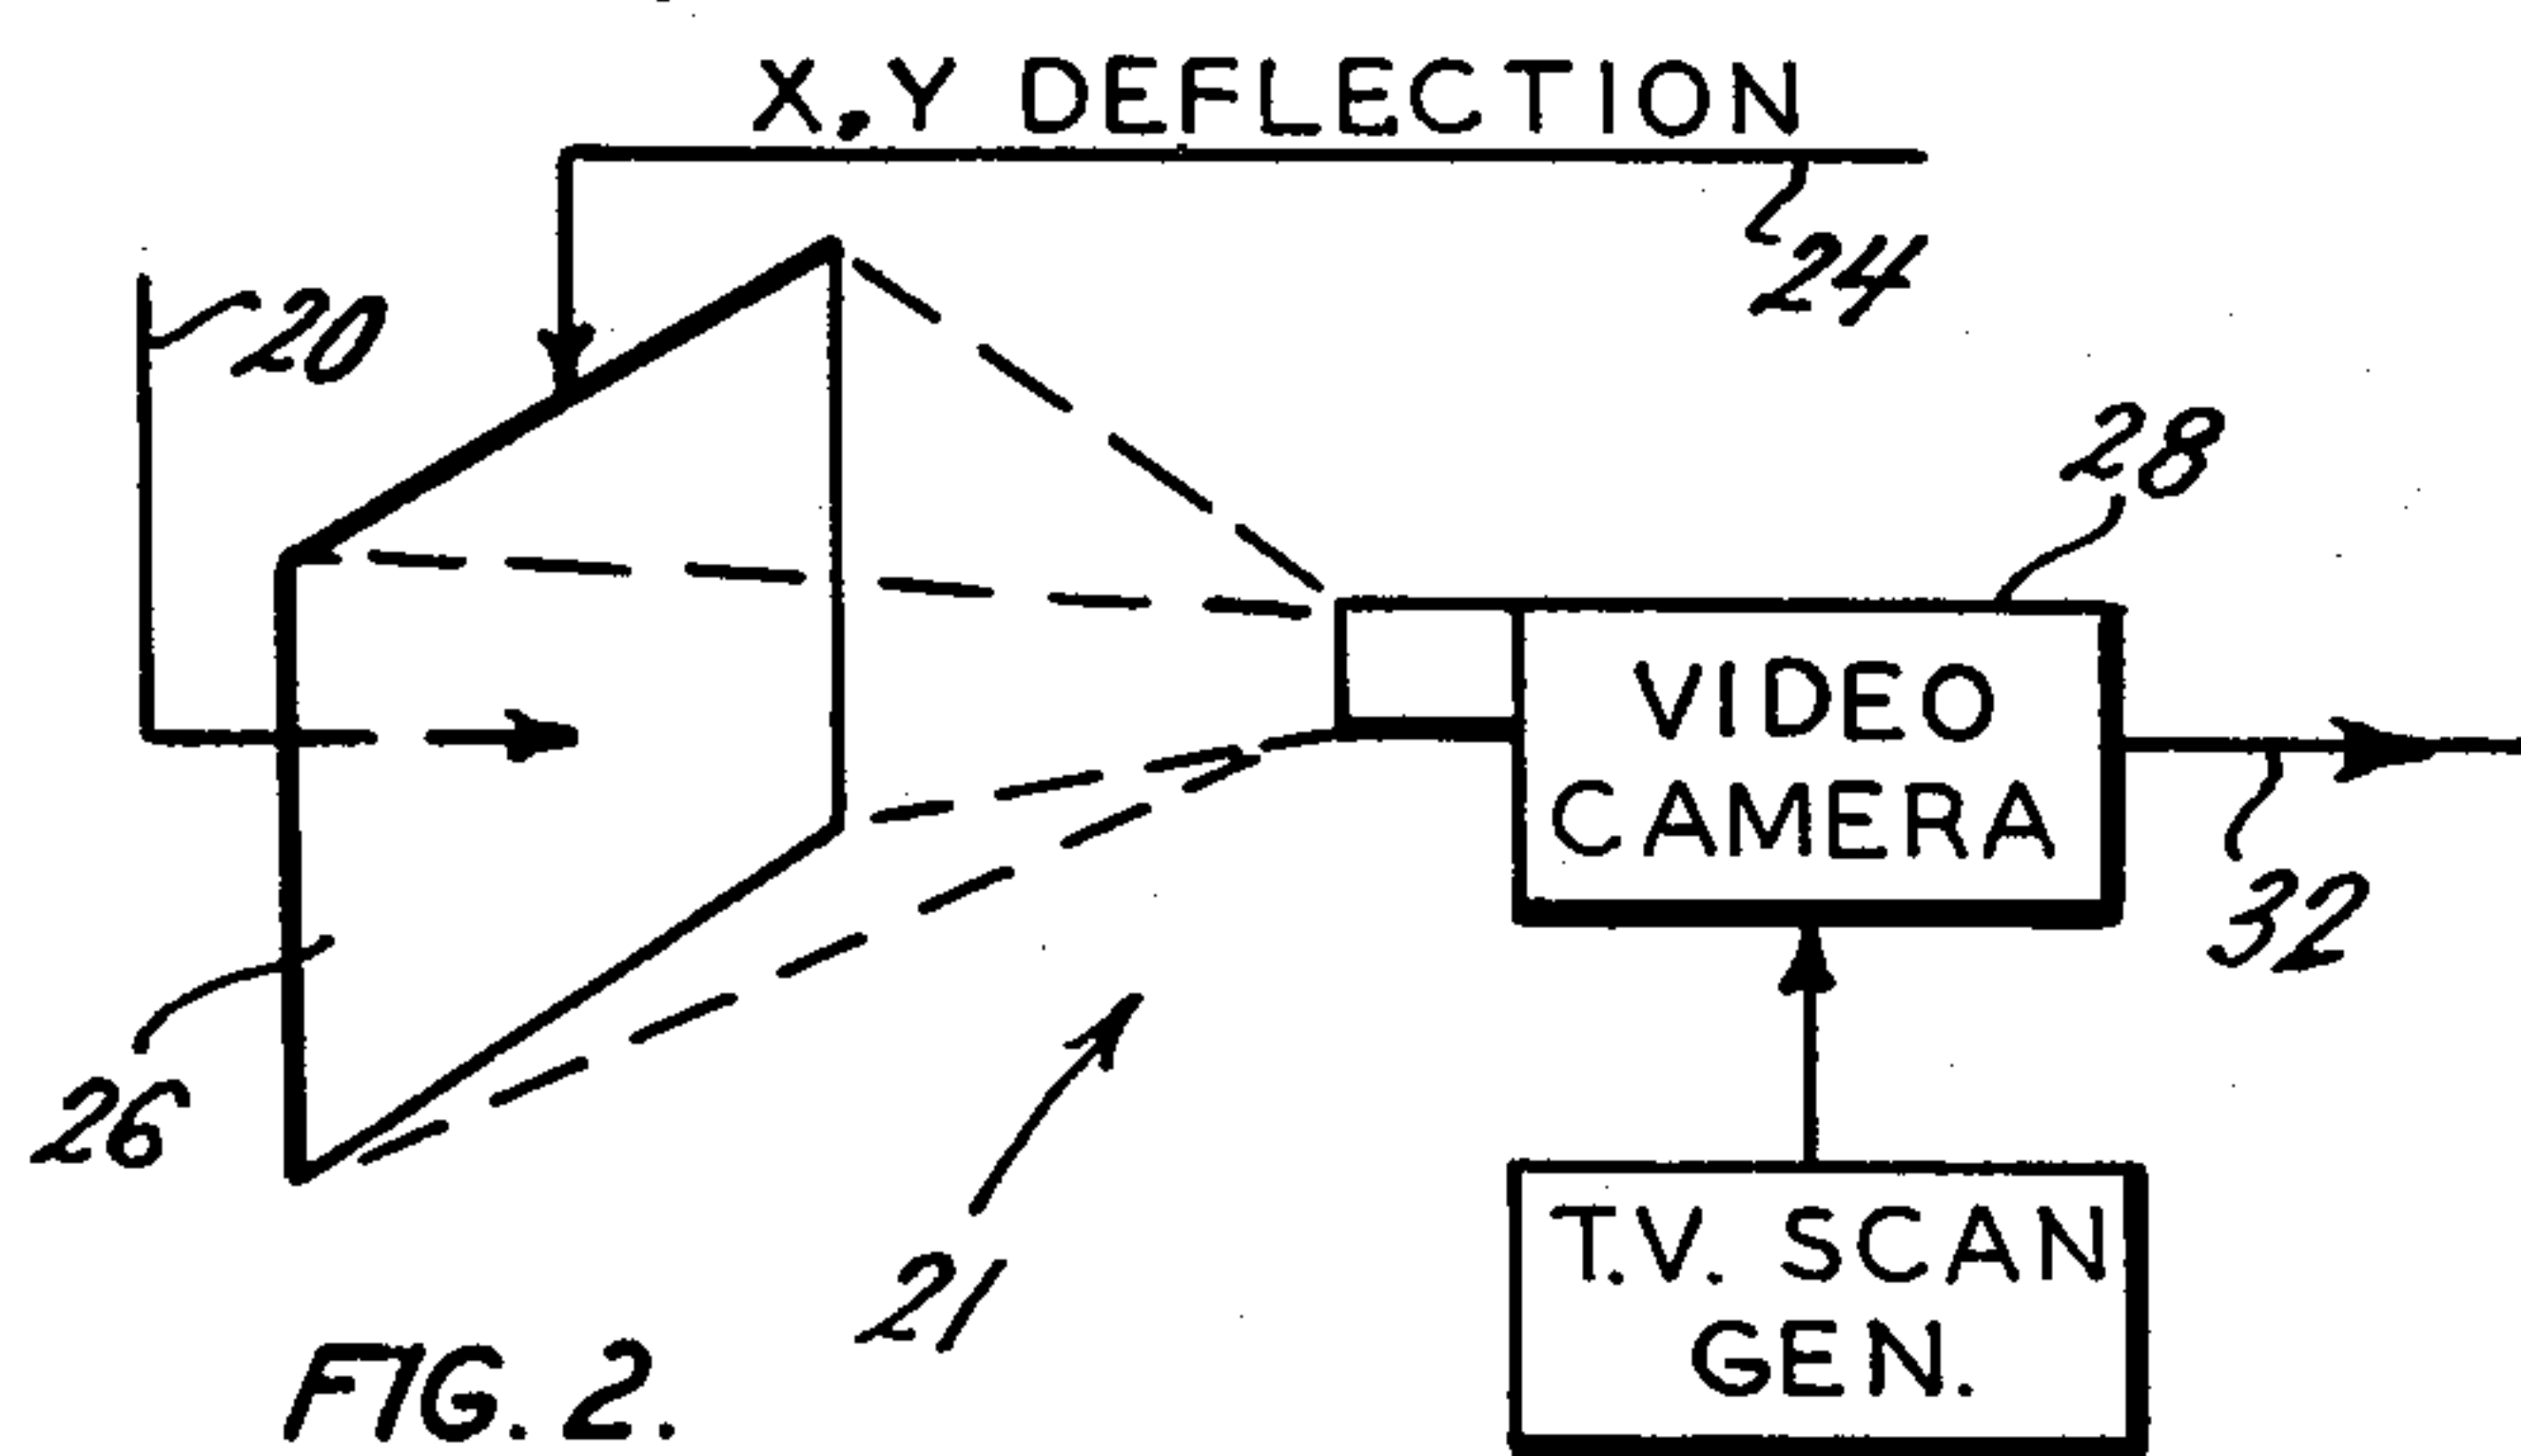 X,Y DEFLECTION
24
20
28
VIDEO
CAMERA
32
26
21
T.V. SCAN
GEN.
FIG. 2.